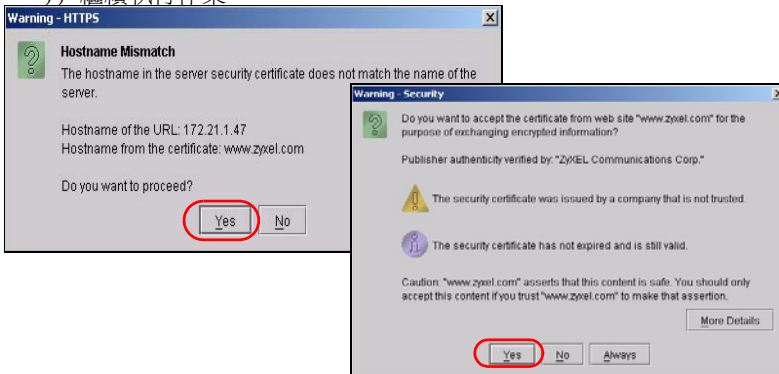 Warning - HTTPS
Hostname Mismatch
The hostname in the server security certificate does not match the name of the
server.
Hostname of the URL: 172.21.1.47
Hostname from the certificate: www.zyxel.com
Do you want to proceed?
Yes No
Warning - Security
Do you want to accept the certificate from web site "www.zyxel.com" for the
purpose of exchanging encrypted information?
Publisher authenticity verified by: "ZyXEL Communications Corp."
The security certificate was issued by a company that is not trusted.
The security certificate has not expired and is still valid.
Caution: "www.zyxel.com" asserts that this content is safe. You should only
accept this content if you trust "www.zyxel.com" to make that assertion.
More Details
Yes No Always